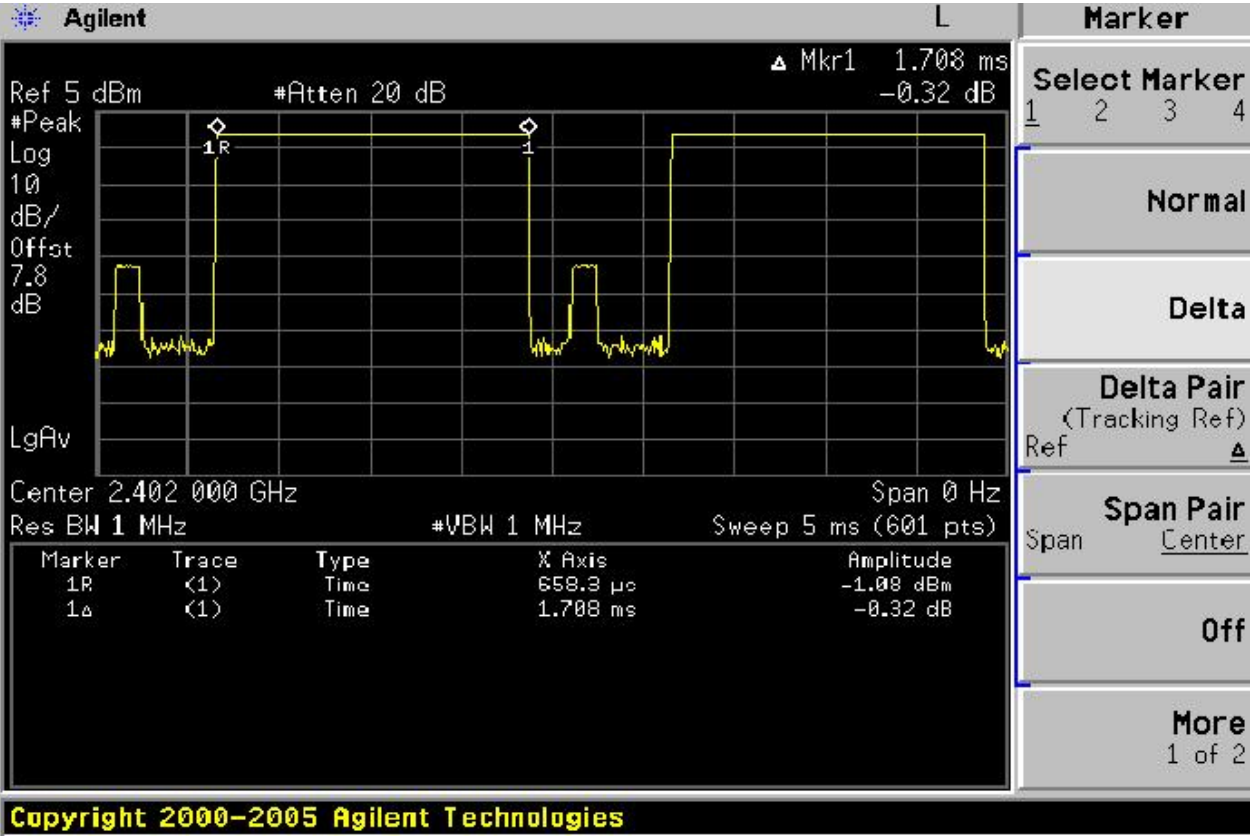 Agilent L Marker
Δ Mkr1 1.708 ms
Ref 5 dBm #Atten 20 dB -0.32 dB
#Peak
Log
10
dB/
Offst
7.8
dB
1R 1
LgAv
Center 2.402 000 GHz Span 0 Hz
Res BW 1 MHz #VBW 1 MHz Sweep 5 ms (601 pts)
Marker Trace Type X Axis Amplitude
1R (1) Time 658.3 µs -1.08 dBm
1Δ (1) Time 1.708 ms -0.32 dB
Select Marker
1 2 3 4
Normal
Delta
Delta Pair
(Tracking Ref)
Ref Δ
Span Pair
Span Center
Off
More
1 of 2
Copyright 2000-2005 Agilent Technologies